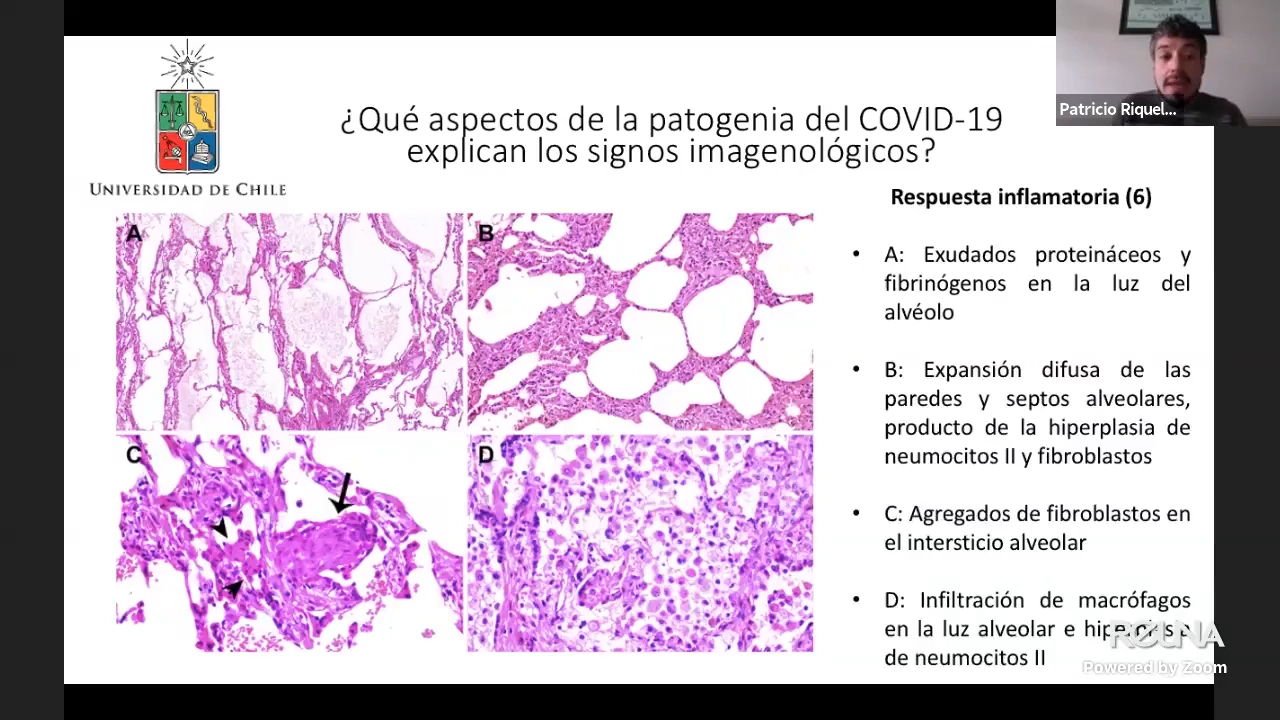 Patricio Riquel...
UNIVERSIDAD DE CHILE
¿Qué aspectos de la patogenia del COVID-19
explican los signos imagenológicos?
A
B
C
D
Respuesta inflamatoria (6)
• A: Exudados proteináceos y
fibrinógenos en la luz del
alvéolo
• B: Expansión difusa de las
paredes y septos alveolares,
producto de la hiperplasia de
neumocitos II y fibroblastos
• C: Agregados de fibroblastos en
el intersticio alveolar
• D: Infiltración de macrófagos
en la luz alveolar e
de neumocitos II
Powered by Zoom